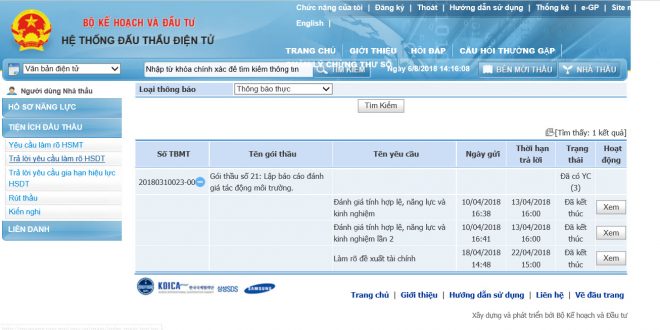 Chức năng của tôi | Đăng ký | Thoát | Hướng dẫn sử dụng | Thống kê | e-GP | Site
English |
BỘ KẾ HOẠCH VÀ ĐẦU TƯ
HỆ THỐNG ĐẤU THẦU ĐIỆN TỬ
TRANG CHỦ | GIỚI THIỆU | HỎI ĐÁP | CÂU HỎI THƯỜNG GẶP
LÝ CHỨNG THƯ SỐ
Văn bản điện tử
Nhập từ khóa chính xác để tìm kiếm thông tin
TÌM KIẾM
Ngày 6/8/2018 14:16:08
BÊN MỜI THẦU
NHÀ THẦU
Người dùng Nhà thầu
HỒ SƠ NĂNG LỰC
TIỆN ÍCH ĐẤU THẦU
Yêu cầu làm rõ HSMT
Trả lời yêu cầu làm rõ HSDT
Trả lời yêu cầu gia hạn hiệu lực HSDT
Rút thầu
Kiến nghị
LIÊN DANH
Loại thông báo
Thông báo thực
Tìm Kiếm
[Tìm thấy: 1 kết quả]
Số TBMT
Tên gói thầu
Tên yêu cầu
Ngày gửi
Thời hạn trả lời
Trạng thái
Hoạt động
20180310023-00
Gói thầu số 21: Lập báo cáo đánh giá tác động môi trường.
Đã có YC (3)
Đánh giá tính hợp lệ, năng lực và kinh nghiệm
10/04/2018 16:38
13/04/2018 16:00
Đã kết thúc
Xem
Đánh giá tính hợp lệ, năng lực và kinh nghiệm lần 2
10/04/2018 16:41
13/04/2018 16:00
Đã kết thúc
Xem
Làm rõ đề xuất tài chính
18/04/2018 14:48
22/04/2018 15:00
Đã kết thúc
Xem
KOICA
삼성SDS
SAMSUNG
Trang chủ | Giới thiệu | Hướng dẫn sử dụng | Liên hệ | Về đầu trang
Xây dựng và phát triển bởi Bộ Kế hoạch và Đầu tư